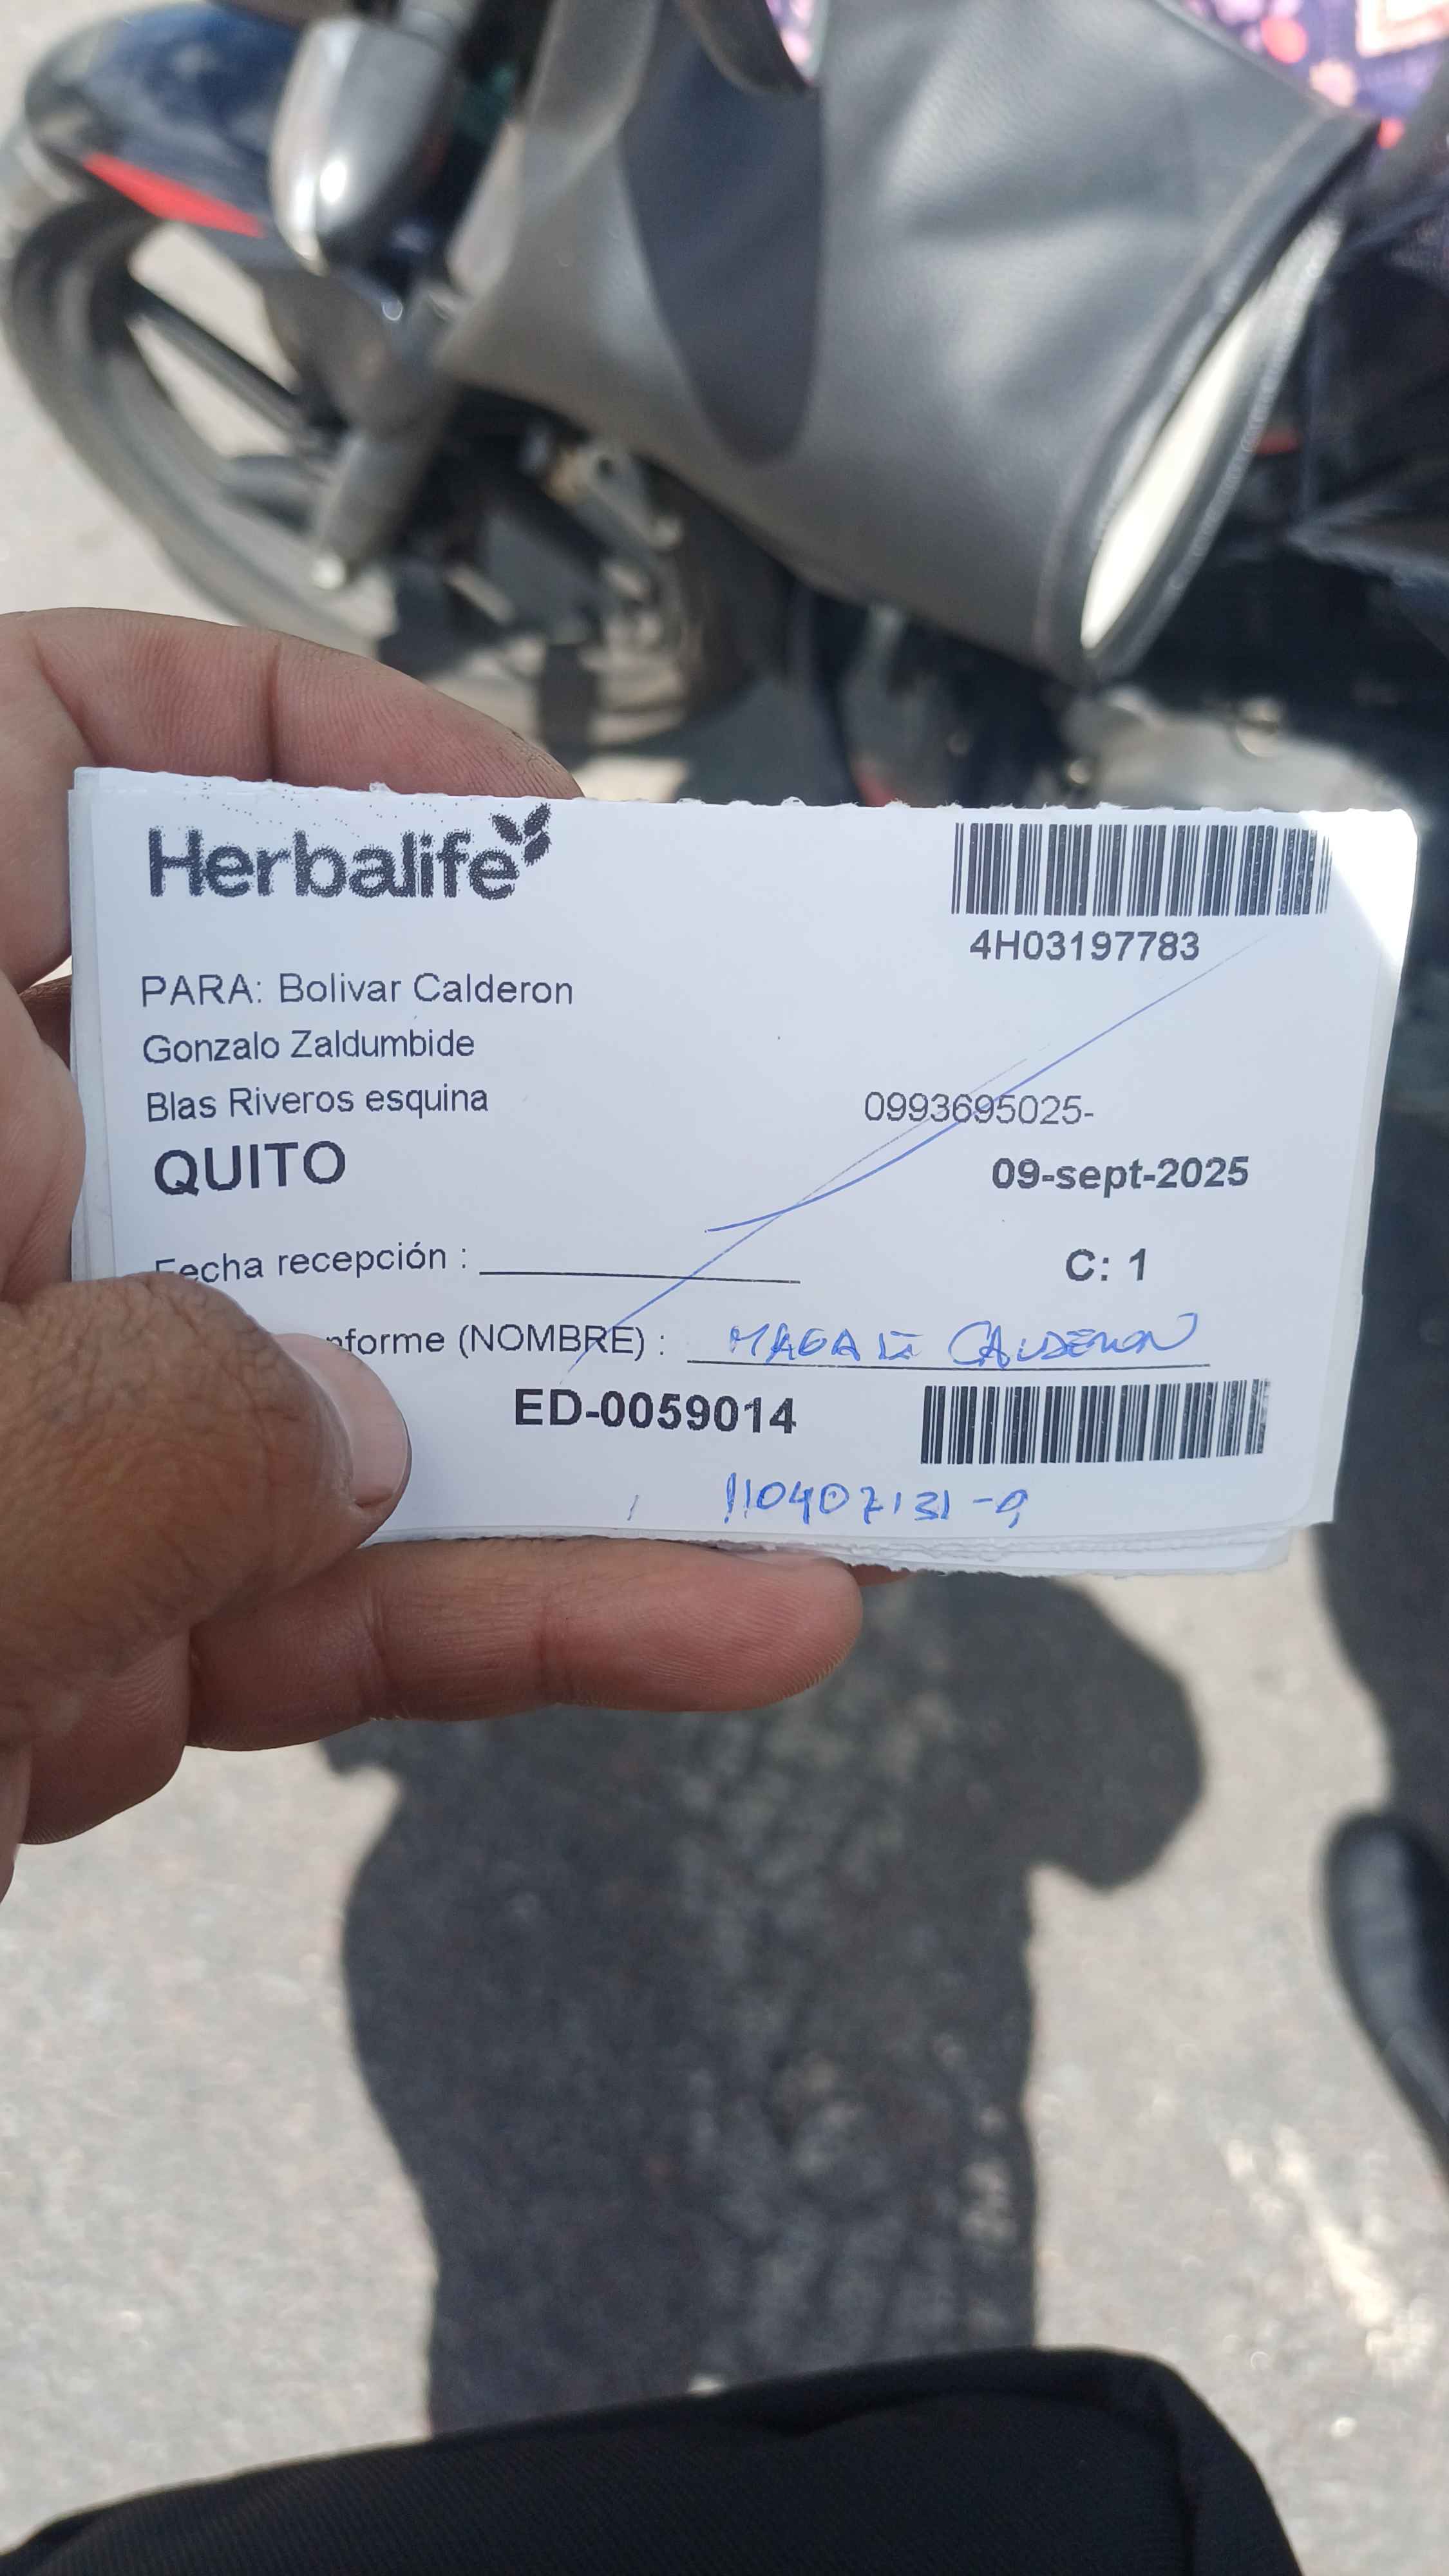 Herbalife
4H03197783
PARA: Bolivar Calderon
Gonzalo Zaldumbide
Blas Riveros esquina
0993695025-
QUITO
09-sept-2025
Fecha recepción :
C: 1
nforme (NOMBRE) : MAGALI CALDERON
ED-0059014
110407131-9